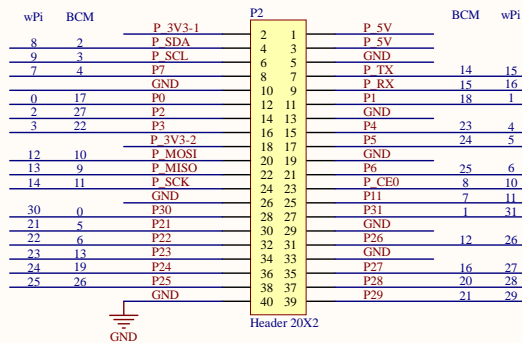 wPi BCM P2 BCM wPi
P_3V3-1 2 1 P_5V
8 2 P_SDA 4 3 P_5V
9 3 P_SCL 6 5 GND
7 4 P7 8 7 P_TX 14 15
GND 10 9 P_RX 15 16
0 17 P0 12 11 P1 18 1
2 27 P2 14 13 GND
3 22 P3 16 15 P4 23 4
P_3V3-2 18 17 P5 24 5
12 10 P_MOSI 20 19 GND
13 9 P_MISO 22 21 P6 25 6
14 11 P_SCK 24 23 P_CE0 8 10
GND 26 25 P11 7 11
30 0 P30 28 27 P31 1 31
21 5 P21 30 29 GND
22 6 P22 32 31 P26 12 26
23 13 P23 34 33 GND
24 19 P24 36 35 P27 16 27
25 26 P25 38 37 P28 20 28
GND 40 39 P29 21 29
Header 20X2
GND